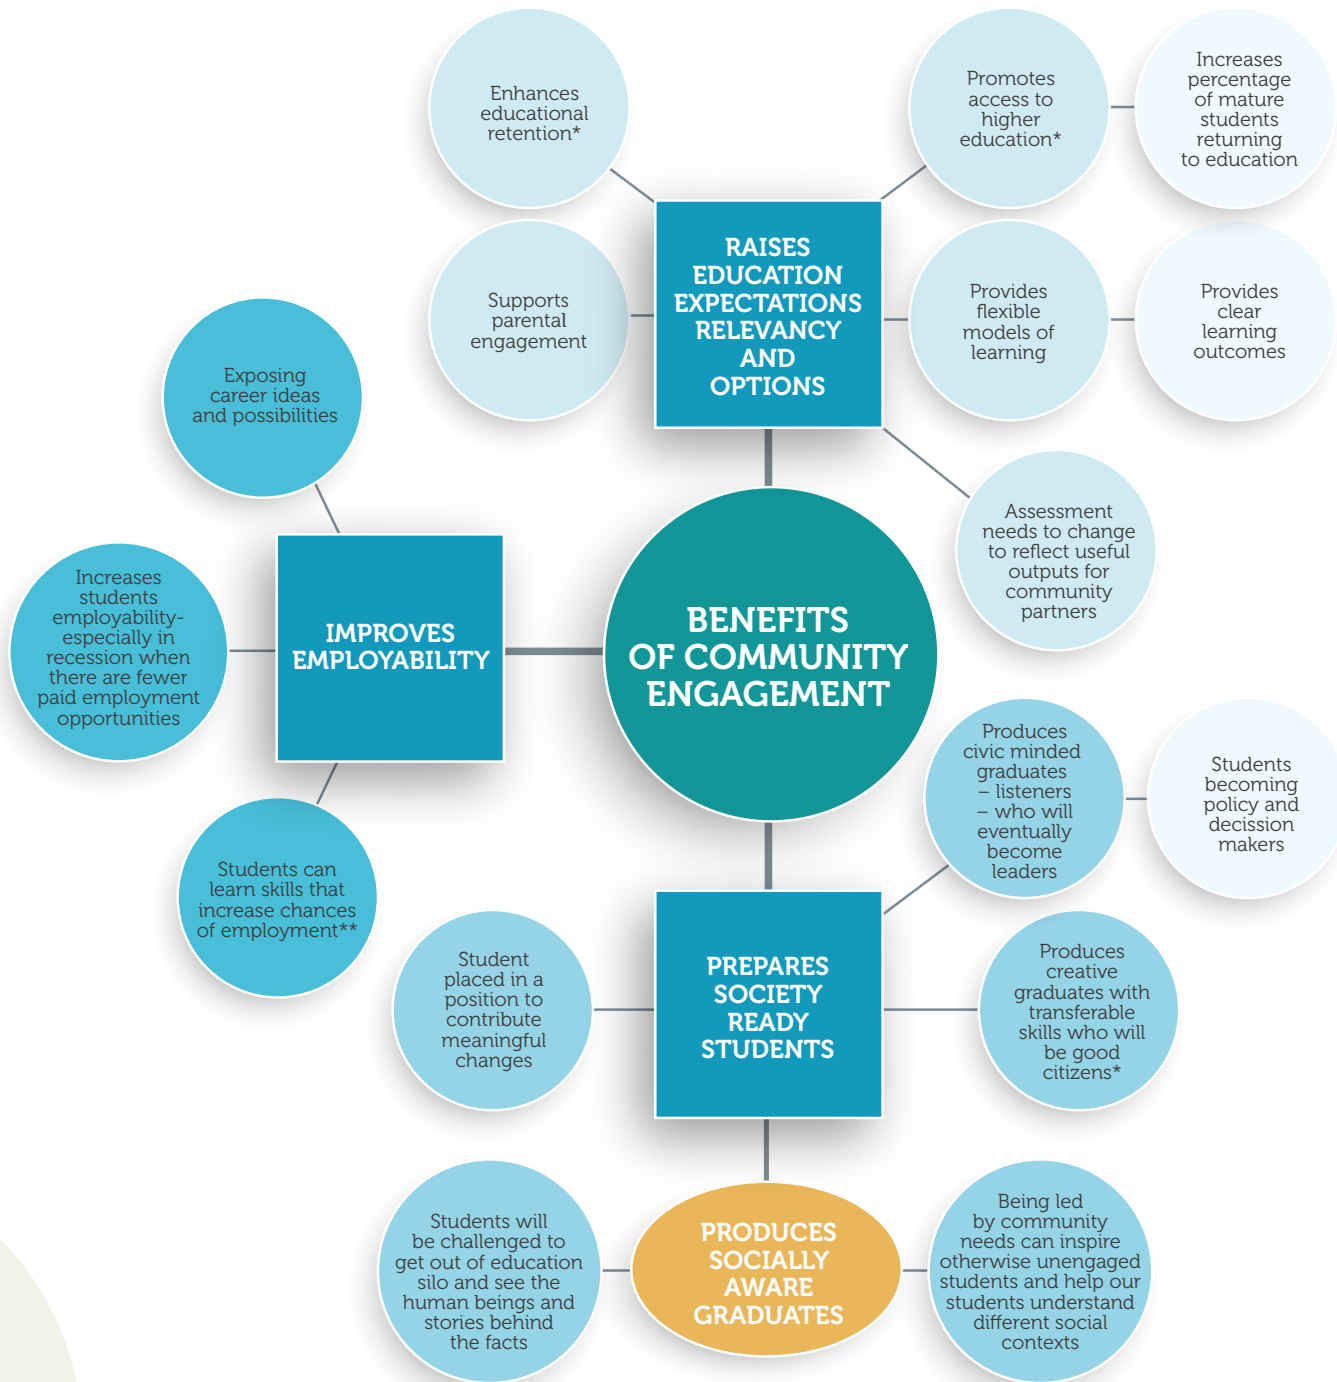 Enhances
educational
retention*
Promotes
access to
higher
education*
Increases
percentage
of mature
students
returning
to education
RAISES
EDUCATION
EXPECTATIONS
RELEVANCY
AND
OPTIONS
Supports
parental
engagement
Provides
flexible
models of
learning
Provides
clear
learning
outcomes
Exposing
career ideas
and possibilities
Assessment
needs to change
to reflect useful
outputs for
community
partners
Increases
students
employability-
especially in
recession when
there are fewer
paid employment
opportunities
IMPROVES
EMPLOYABILITY
BENEFITS
OF COMMUNITY
ENGAGEMENT
Produces
civic minded
graduates
– listeners
– who will
eventually
become
leaders
Students
becoming
policy and
decission
makers
Students can
learn skills that
increase chances
of employment**
Student
placed in a
position to
contribute
meaningful
changes
PREPARES
SOCIETY
READY
STUDENTS
Produces
creative
graduates with
transferable
skills who will
be good
citizens*
Students will
be challenged to
get out of education
silo and see the
human beings and
stories behind
the facts
PRODUCES
SOCIALLY
AWARE
GRADUATES
Being led
by community
needs can inspire
otherwise unengaged
students and help our
students understand
different social
contexts